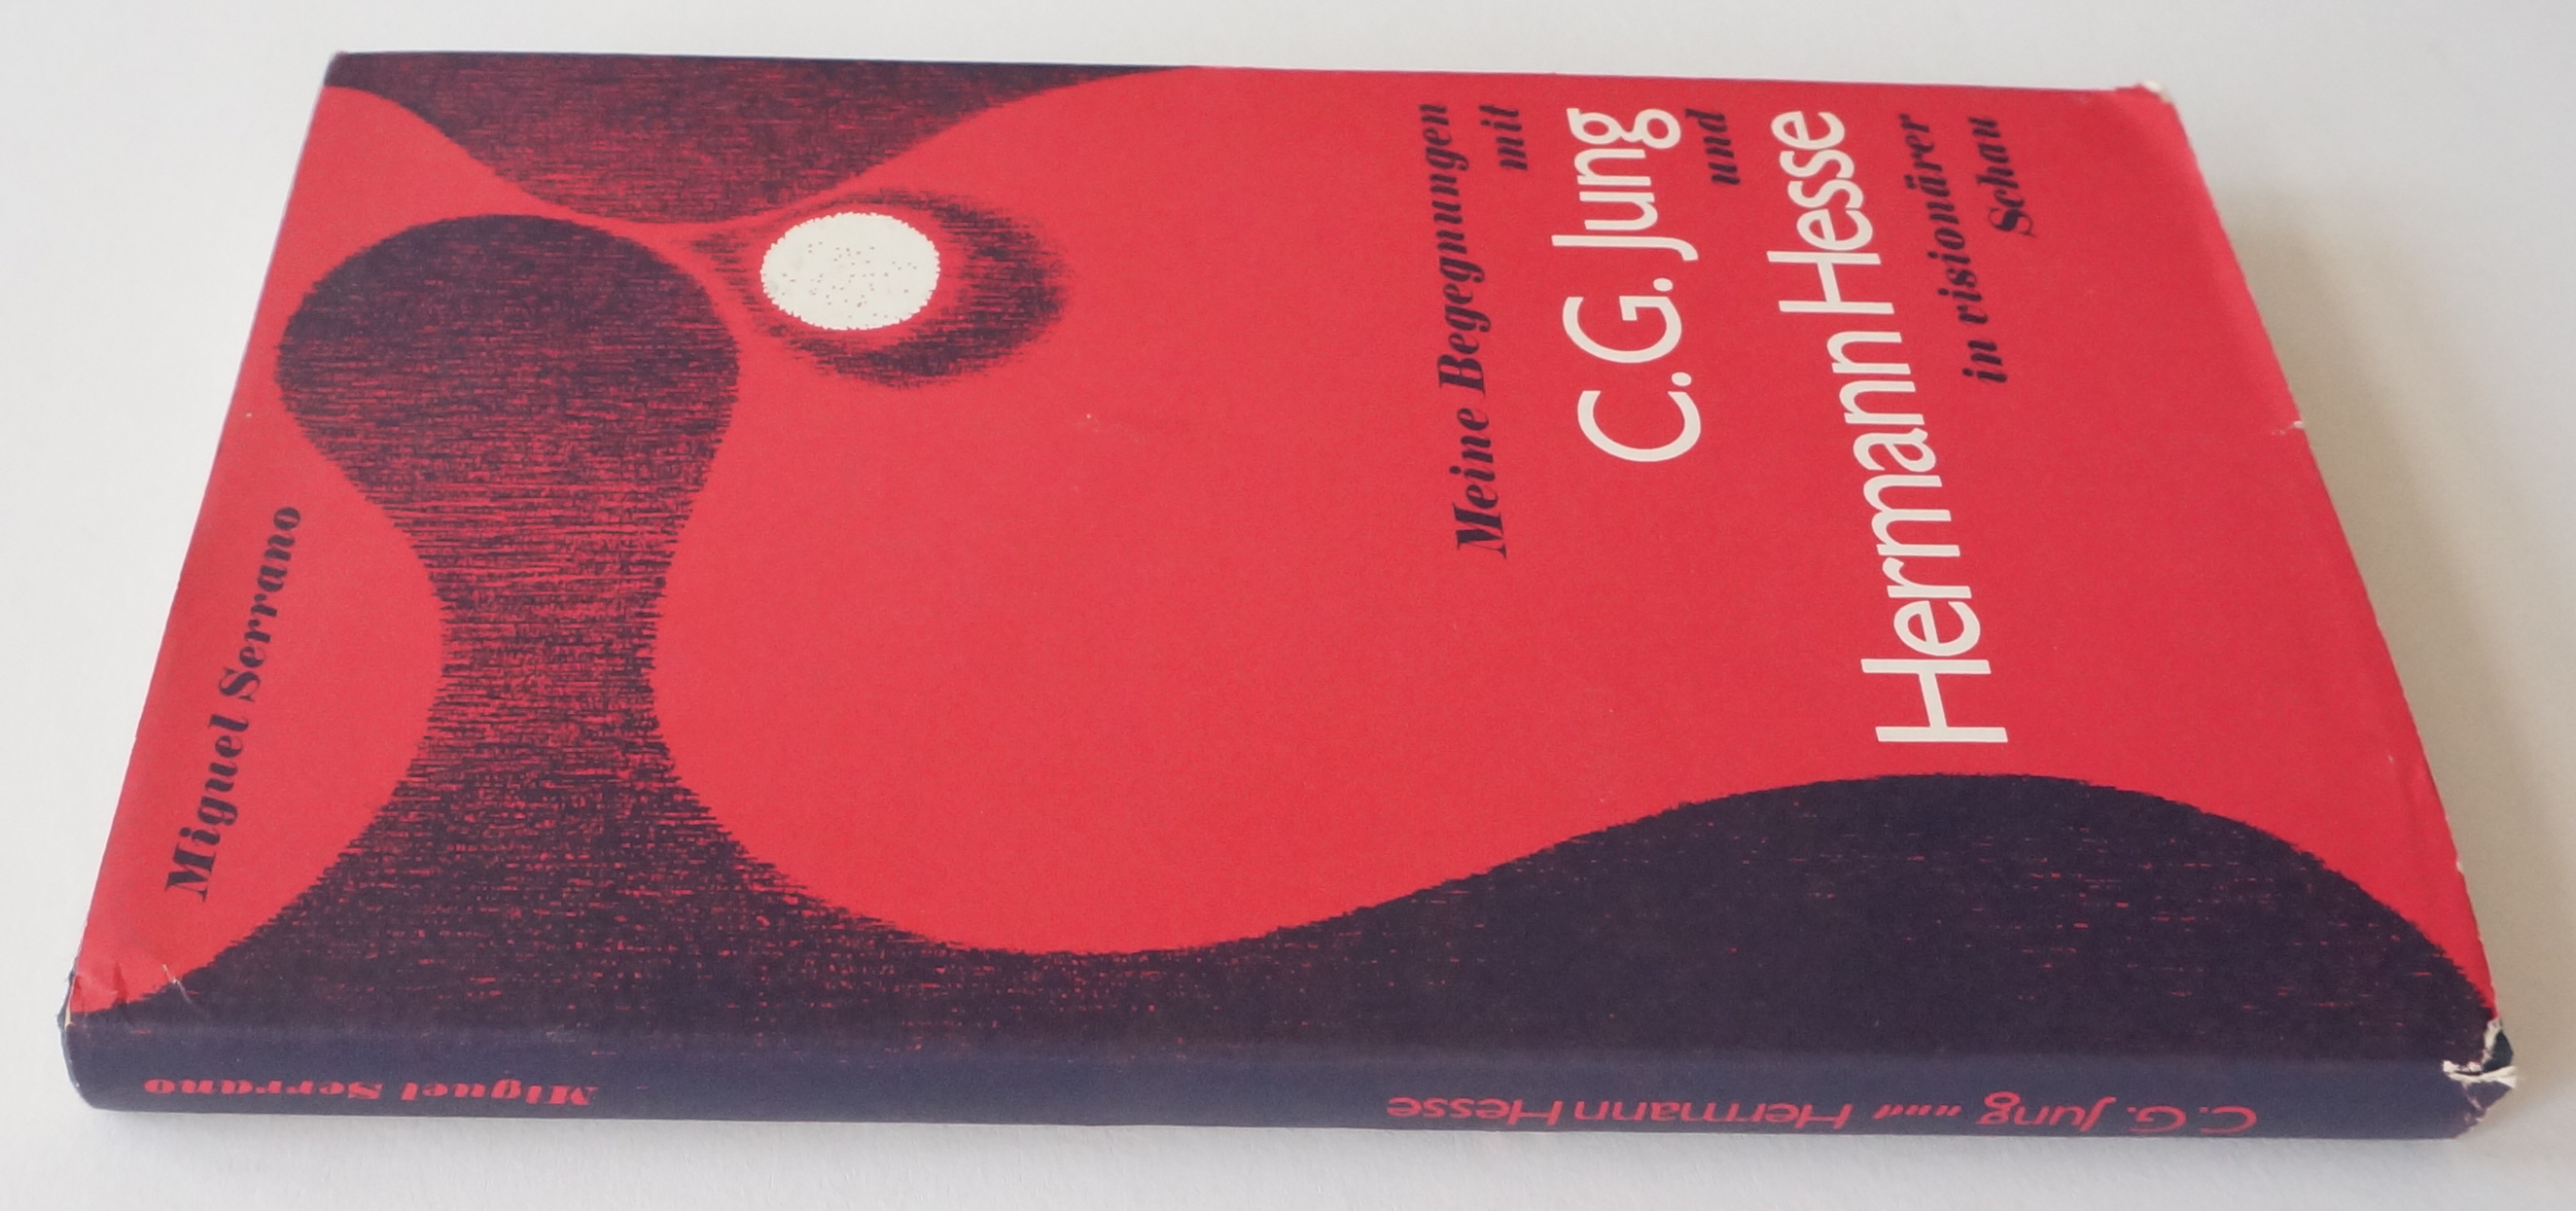 Miguel Serrano
Meine Begegnungen
mit
C.G. Jung
und
Hermann Hesse
in visionärer
Schau
Miguel Serrano
C.G. Jung und Hermann Hesse